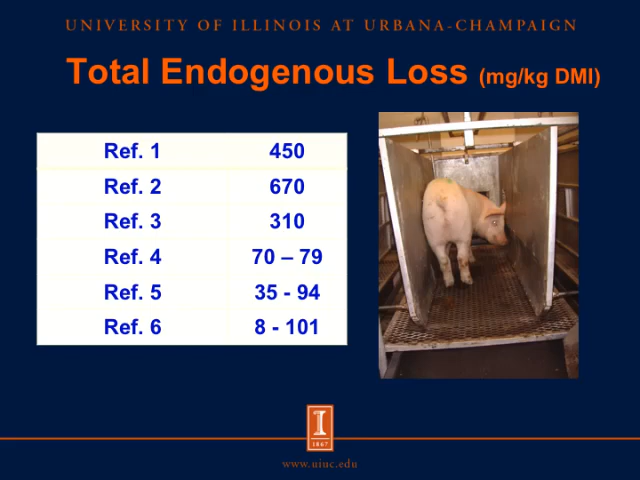 UNIVERSITY OF ILLINOIS AT URBANA-CHAMPAIGN
Total Endogenous Loss (mg/kg DMI)
Ref. 1 450
Ref. 2 670
Ref. 3 310
Ref. 4 70 – 79
Ref. 5 35 - 94
Ref. 6 8 - 101
I
1867
www.uiuc.edu